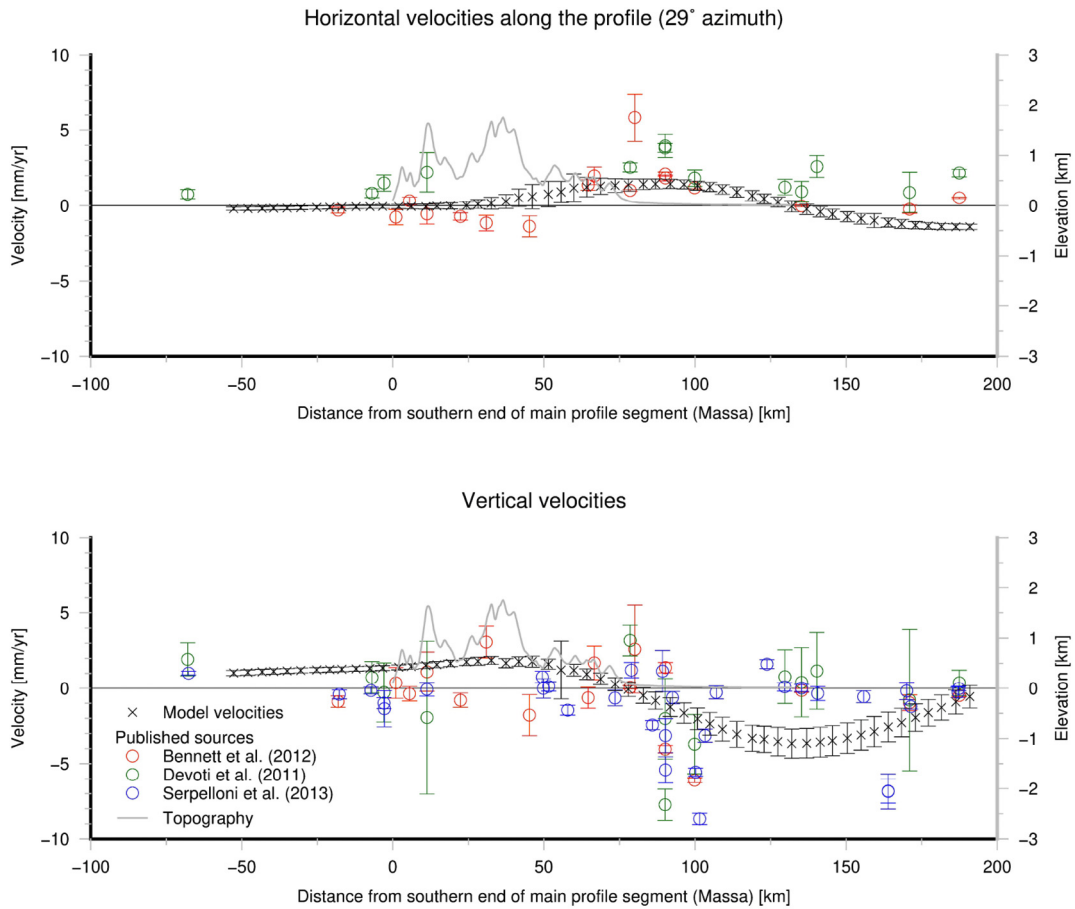 Horizontal velocities along the profile (29° azimuth)
10
5
0
−5
−10
Velocity [mm/yr]
3
2
1
0
−1
−2
−3
Elevation [km]
−100 −50 0 50 100 150 200
Distance from southern end of main profile segment (Massa) [km]
Vertical velocities
10
5
0
−5
−10
Velocity [mm/yr]
3
2
1
0
−1
−2
−3
Elevation [km]
Model velocities
Published sources
Bennett et al. (2012)
Devoti et al. (2011)
Serpelloni et al. (2013)
Topography
−100 −50 0 50 100 150 200
Distance from southern end of main profile segment (Massa) [km]